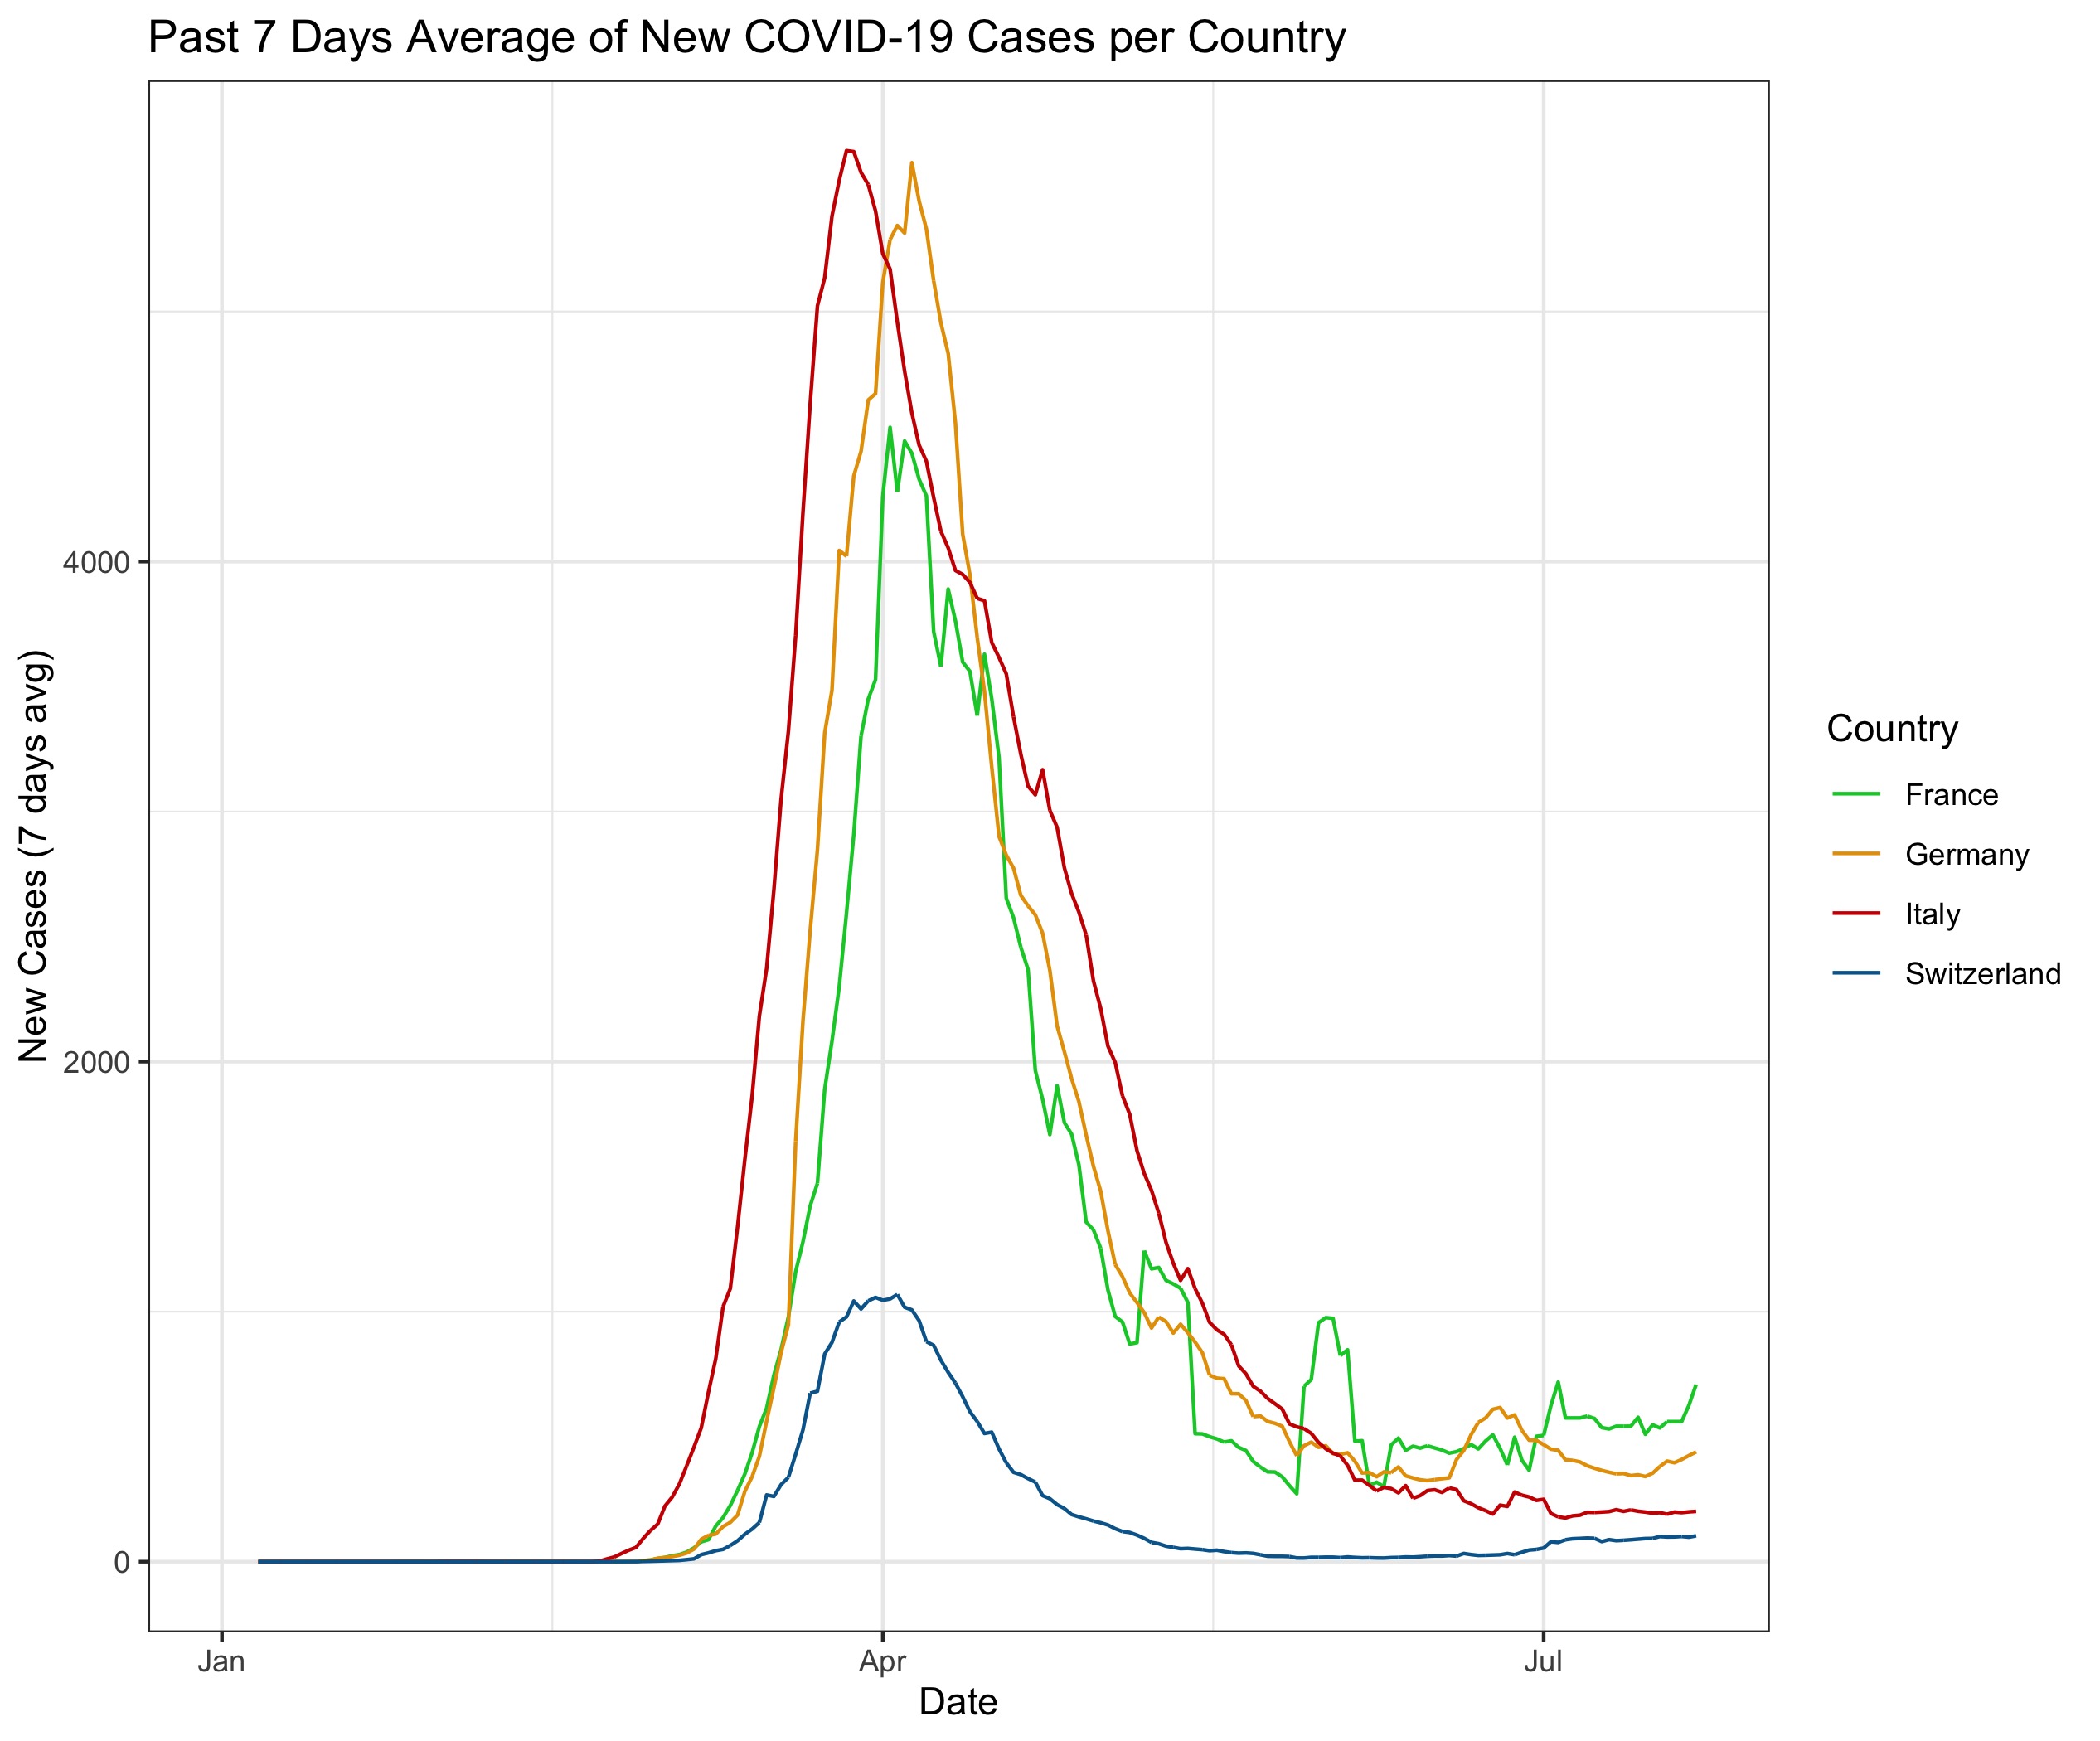 Past 7 Days Average of New COVID-19 Cases per Country
New Cases (7 days avg)
4000
2000
0
Jan
Apr
Jul
Date
Country
France
Germany
Italy
Switzerland